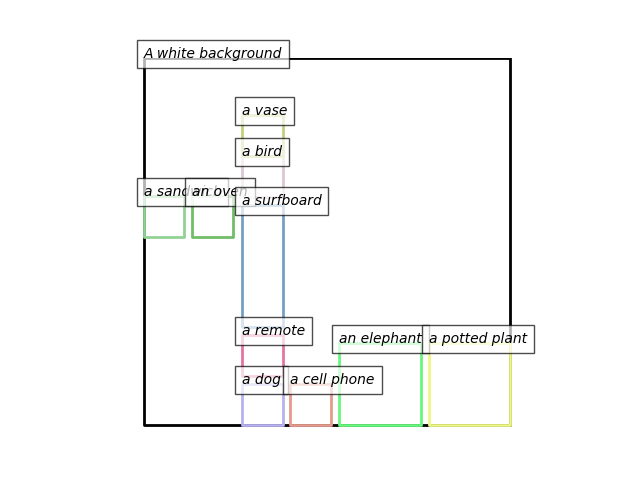 A white background
a vase
a bird
a sandwich
an oven
a surfboard
a remote
an elephant
a potted plant
a dog
a cell phone